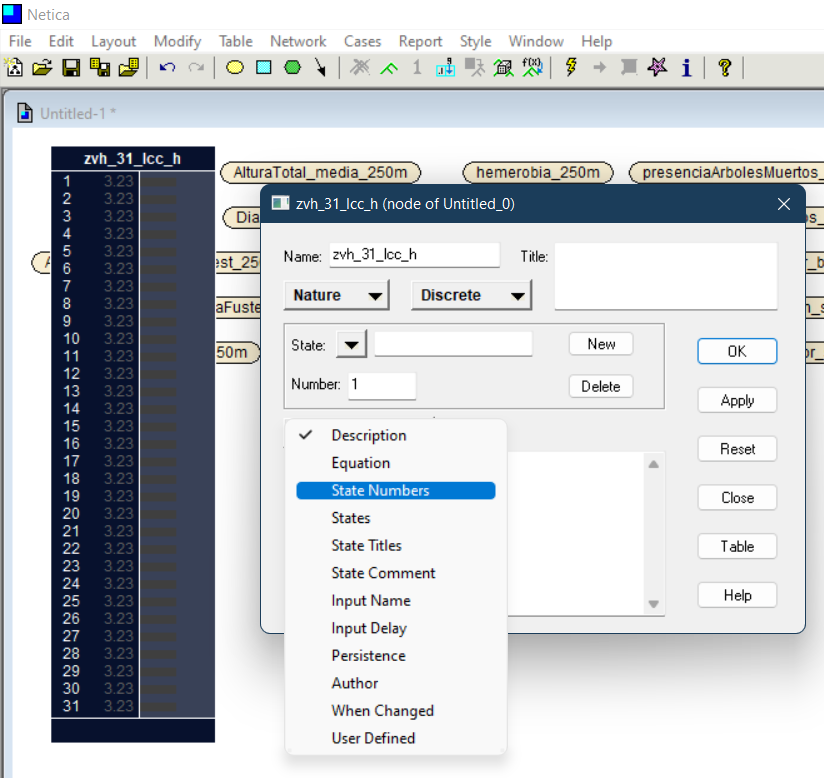 Netica
File Edit Layout Modify Table Network Cases Report Style Window Help
1 f(x) i ?
Untitled-1 *
zvh_31_lcc_h
AlturaTotal_media_250m hemerobia_250m presenciaArbolesMuertos_
zvh_31_lcc_h (node of Untitled_0)
1 3.23
2 3.23
3 3.23
4 3.23
5 3.23
6 3.23
7 3.23
8 3.23
9 3.23
10 3.23
11 3.23
12 3.23
13 3.23
14 3.23
15 3.23
16 3.23
17 3.23
18 3.23
19 3.23
20 3.23
21 3.23
22 3.23
23 3.23
24 3.23
25 3.23
26 3.23
27 3.23
28 3.23
29 3.23
30 3.23
31 3.23
Dia
est_25
aFuste
50m
Name: zvh_31_lcc_h Title:
Nature Discrete
State: New
Number: 1 Delete
OK
Apply
Reset
Close
Table
Help
Description
Equation
State Numbers
States
State Titles
State Comment
Input Name
Input Delay
Persistence
Author
When Changed
User Defined